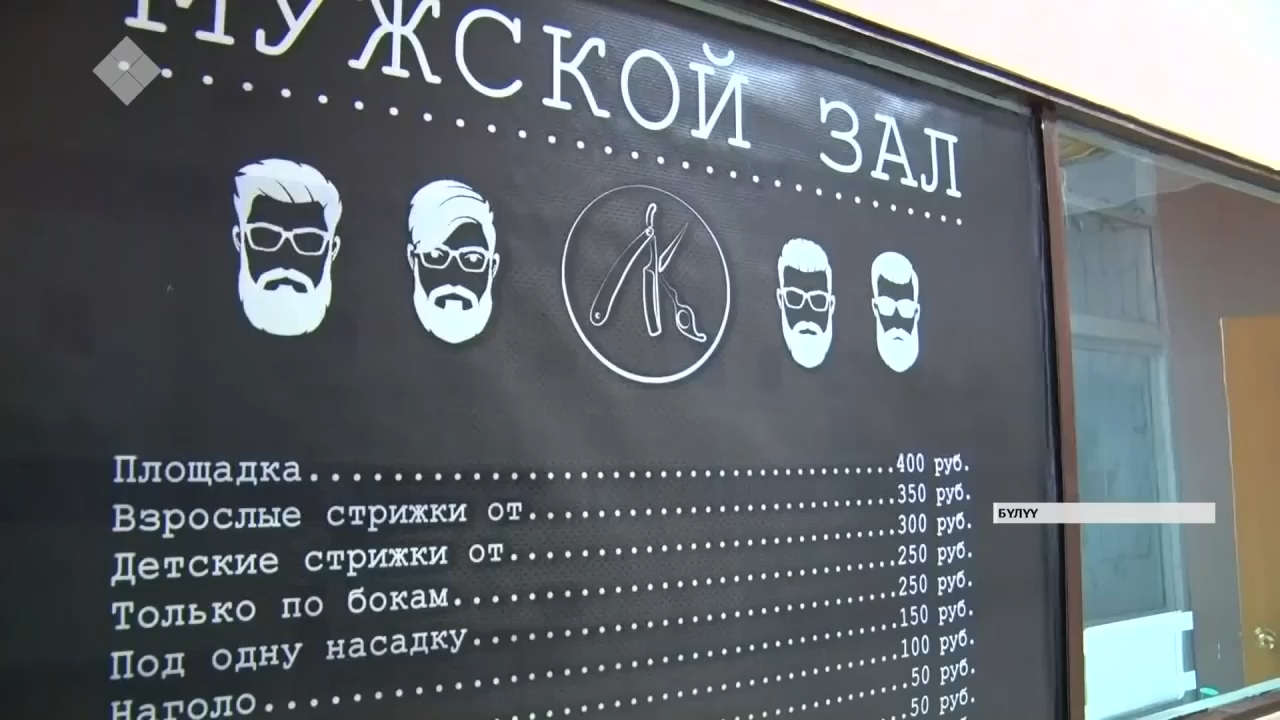 МУЖСКОЙ ЗАЛ
Площадка 400 руб.
Взрослые стрижки от 350 руб.
Детские стрижки от 300 руб.
Только по бокам 250 руб.
Под одну насадку 250 руб.
Наголо 150 руб.
100 руб.
50 руб.
50 руб.
БҮЛҮҮ